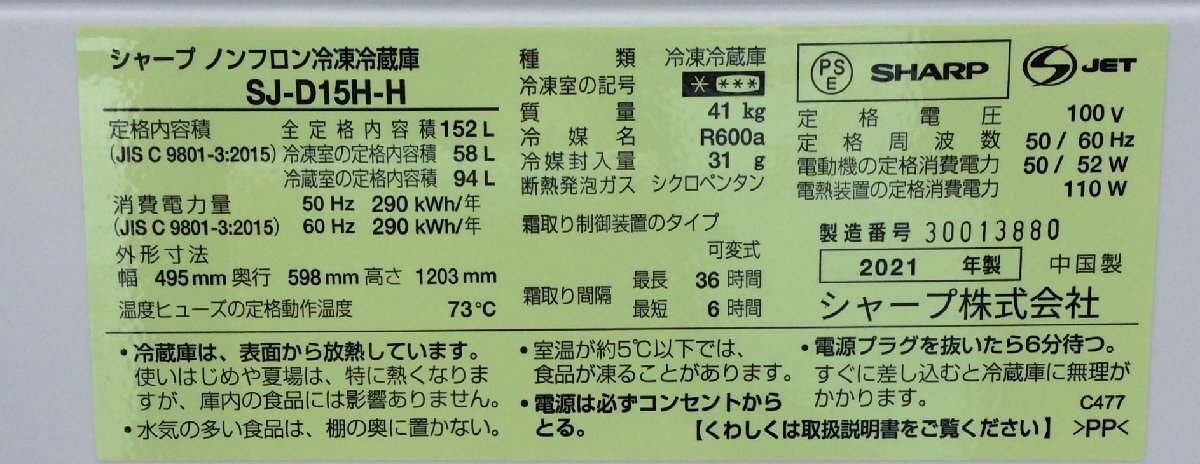 シャープ ノンフロン冷凍冷蔵庫
SJ-D15H-H
定格内容積 全定格内容積 152 L
(JIS C 9801-3:2015) 冷凍室の定格内容積 58 L
冷蔵室の定格内容積 94 L
消費電力量 50 Hz 290 kWh/年
(JIS C 9801-3:2015) 60 Hz 290 kWh/年
外形寸法
幅 495 mm 奥行 598 mm 高さ 1203 mm
温度ヒューズの定格動作温度 73℃
種類 冷凍冷蔵庫
冷凍室の記号 * ***
質量 41 kg
冷媒名 R600a
冷媒封入量 31 g
断熱発泡ガス シクロペンタン
霜取り制御装置のタイプ
可変式
霜取り間隔 最長 36 時間
最短 6 時間
PS E SHARP JET
定格電圧 100 V
定格周波数 50 / 60 Hz
電動機の定格消費電力 50 / 52 W
電熱装置の定格消費電力 110 W
製造番号 30013880
2021 年製 中国製
シャープ株式会社
・冷蔵庫は、表面から放熱しています。
使いはじめや夏場は、特に熱くなりま
すが、庫内の食品には影響ありません。
・水気の多い食品は、棚の奥に置かない。
・室温が約5℃以下では、
食品が凍ることがあります。
・電源は必ずコンセントから
とる。
・電源プラグを抜いたら6分待つ。
すぐに差し込むと冷蔵庫に無理が
かかります。 C477
【くわしくは取扱説明書をご覧ください】 >PP<